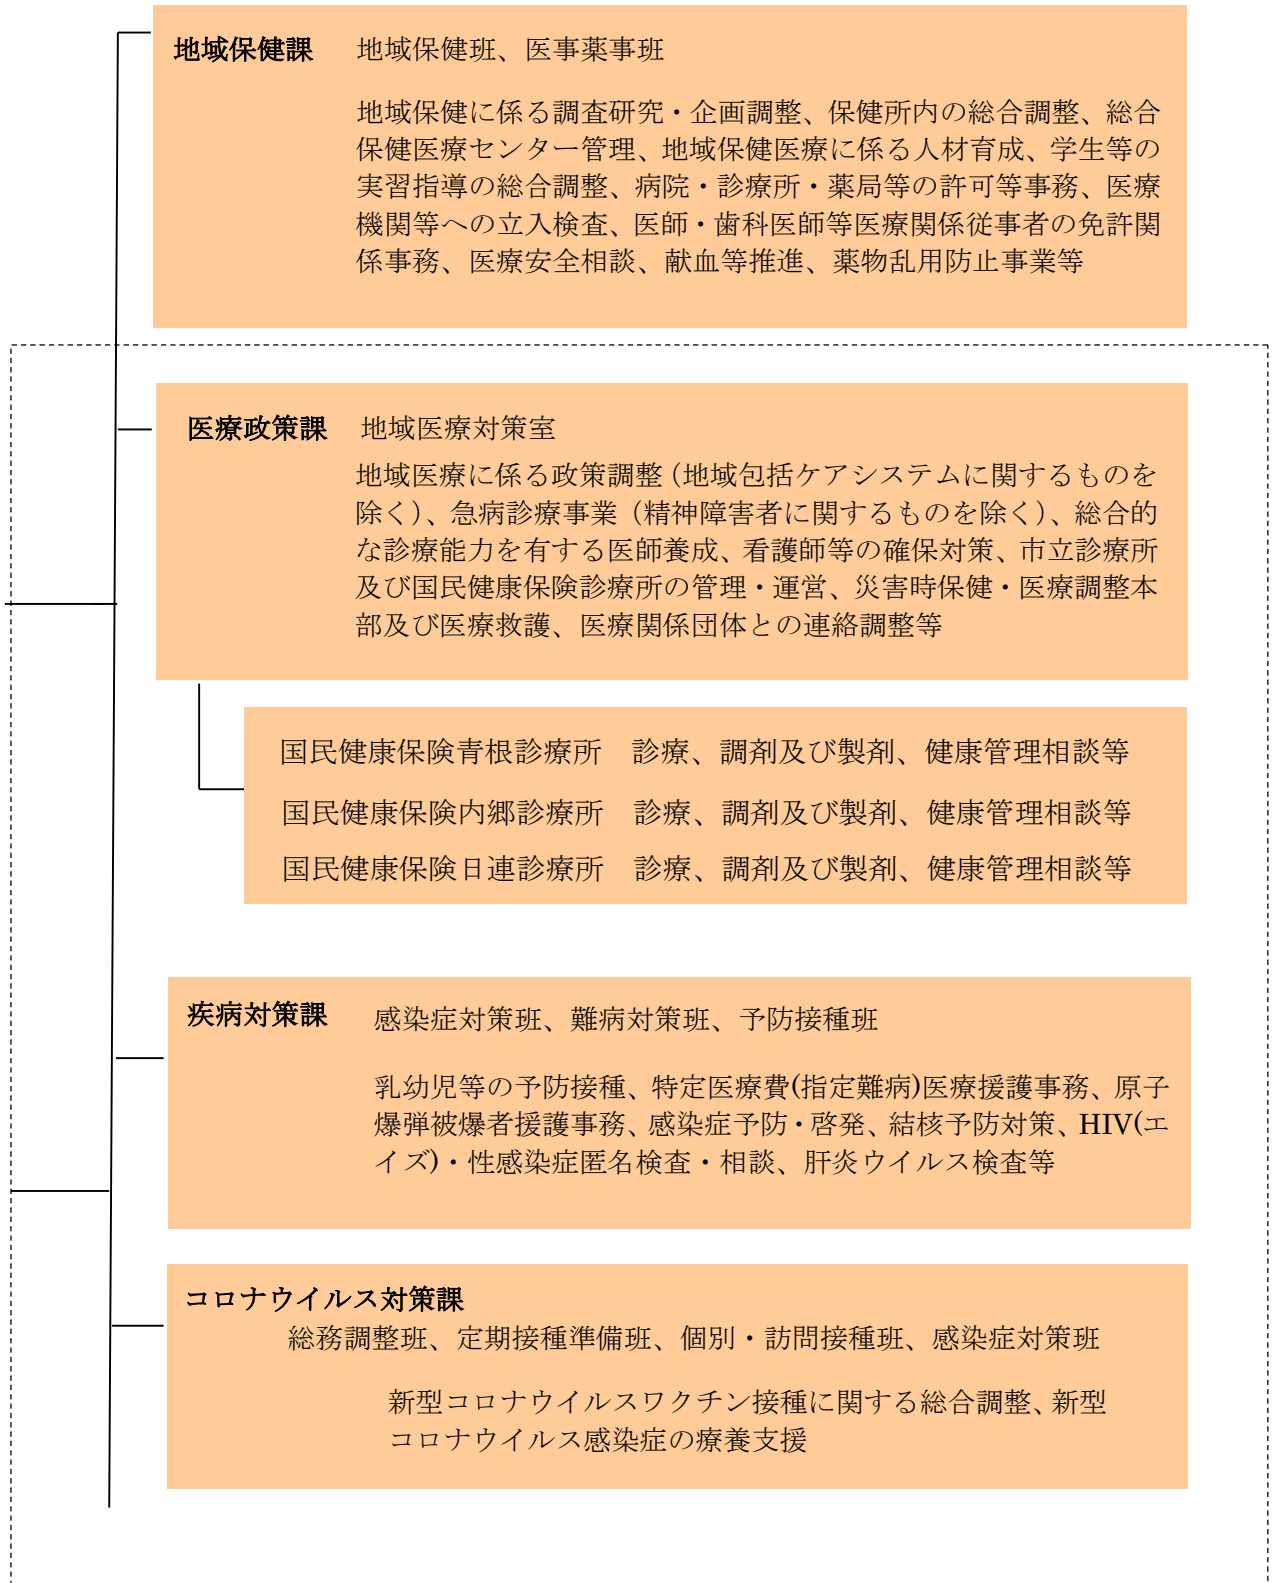 地域保健課　地域保健班、医事薬事班
地域保健に係る調査研究・企画調整、保健所内の総合調整、総合
保健医療センター管理、地域保健医療に係る人材育成、学生等の
実習指導の総合調整、病院・診療所・薬局等の許可等事務、医療
機関等への立入検査、医師・歯科医師等医療関係従事者の免許関
係事務、医療安全相談、献血等推進、薬物乱用防止事業等
医療政策課　地域医療対策室
地域医療に係る政策調整（地域包括ケアシステムに関するものを
除く）、急病診療事業（精神障害者に関するものを除く）、総合的
な診療能力を有する医師養成、看護師等の確保対策、市立診療所
及び国民健康保険診療所の管理・運営、災害時保健・医療調整本
部及び医療救護、医療関係団体との連絡調整等
国民健康保険青根診療所　診療、調剤及び製剤、健康管理相談等
国民健康保険内郷診療所　診療、調剤及び製剤、健康管理相談等
国民健康保険日連診療所　診療、調剤及び製剤、健康管理相談等
疾病対策課　感染症対策班、難病対策班、予防接種班
乳幼児等の予防接種、特定医療費(指定難病)医療援護事務、原子
爆弾被爆者援護事務、感染症予防・啓発、結核予防対策、HIV(エ
イズ)・性感染症匿名検査・相談、肝炎ウイルス検査等
コロナウイルス対策課
総務調整班、定期接種準備班、個別・訪問接種班、感染症対策班
新型コロナウイルスワクチン接種に関する総合調整、新型
コロナウイルス感染症の療養支援